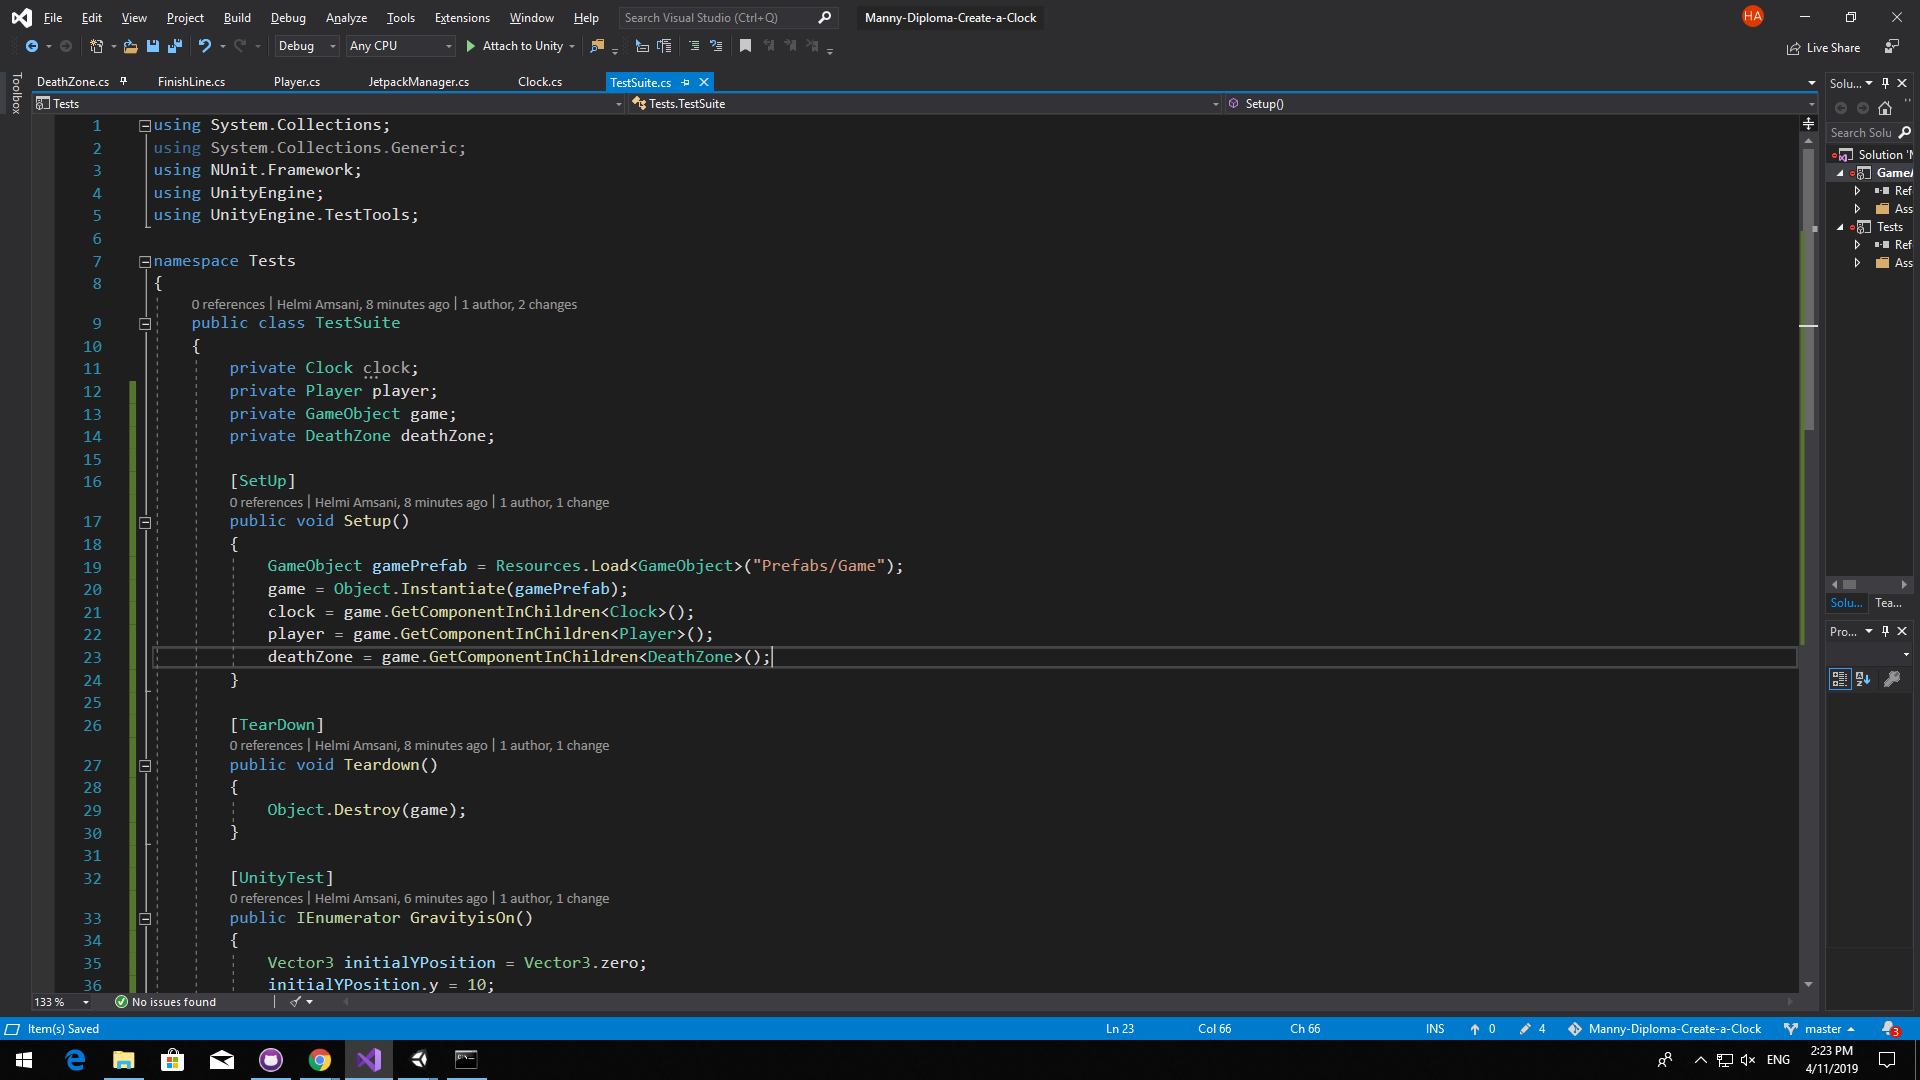 File Edit View Project Build Debug Analyze Tools Extensions Window Help Search Visual Studio (Ctrl+Q) Manny-Diploma-Create-a-Clock HA
Debug Any CPU Attach to Unity Live Share
Toolbox
DeathZone.cs FinishLine.cs Player.cs JetpackManager.cs Clock.cs TestSuite.cs
Tests Tests.TestSuite Setup()
1 using System.Collections;
2 using System.Collections.Generic;
3 using NUnit.Framework;
4 using UnityEngine;
5 using UnityEngine.TestTools;
6
7 namespace Tests
8 {
0 references | Helmi Amsani, 8 minutes ago | 1 author, 2 changes
9 public class TestSuite
10 {
11 private Clock clock;
12 private Player player;
13 private GameObject game;
14 private DeathZone deathZone;
15
16 [SetUp]
0 references | Helmi Amsani, 8 minutes ago | 1 author, 1 change
17 public void Setup()
18 {
19 GameObject gamePrefab = Resources.Load<GameObject>("Prefabs/Game");
20 game = Object.Instantiate(gamePrefab);
21 clock = game.GetComponentInChildren<Clock>();
22 player = game.GetComponentInChildren<Player>();
23 deathZone = game.GetComponentInChildren<DeathZone>();
24 }
25
26 [TearDown]
0 references | Helmi Amsani, 8 minutes ago | 1 author, 1 change
27 public void Teardown()
28 {
29 Object.Destroy(game);
30 }
31
32 [UnityTest]
0 references | Helmi Amsani, 6 minutes ago | 1 author, 1 change
33 public IEnumerator GravityisOn()
34 {
35 Vector3 initialYPosition = Vector3.zero;
36 initialYPosition.y = 10;
133 % No issues found
Solu...
Search Solu
Solution 'M
GameA
Ref
Ass
Tests
Ref
Ass
Solu... Tea...
Pro...
Item(s) Saved Ln 23 Col 66 Ch 66 INS 0 4 Manny-Diploma-Create-a-Clock master 3
ENG 2:23 PM
4/11/2019